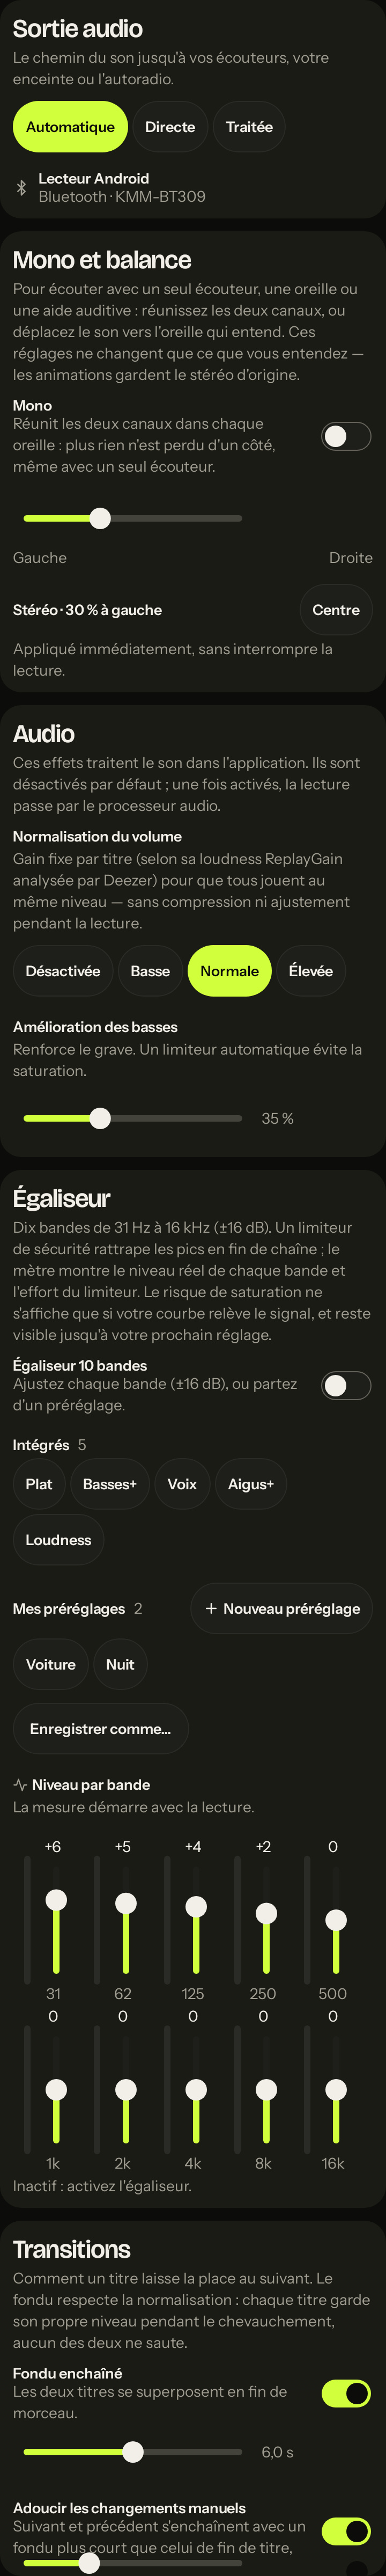 Sortie audio
Le chemin du son jusqu'à vos écouteurs, votre
enceinte ou l'autoradio.
Automatique Directe Traitée
Lecteur Android
Bluetooth · KMM-BT309
Mono et balance
Pour écouter avec un seul écouteur, une oreille ou
une aide auditive : réunissez les deux canaux, ou
déplacez le son vers l'oreille qui entend. Ces
réglages ne changent que ce que vous entendez —
les animations gardent le stéréo d'origine.
Mono
Réunit les deux canaux dans chaque
oreille : plus rien n'est perdu d'un côté,
même avec un seul écouteur.
Gauche Droite
Stéréo · 30 % à gauche Centre
Appliqué immédiatement, sans interrompre la
lecture.
Audio
Ces effets traitent le son dans l'application. Ils sont
désactivés par défaut ; une fois activés, la lecture
passe par le processeur audio.
Normalisation du volume
Gain fixe par titre (selon sa loudness ReplayGain
analysée par Deezer) pour que tous jouent au
même niveau — sans compression ni ajustement
pendant la lecture.
Désactivée Basse Normale Élevée
Amélioration des basses
Renforce le grave. Un limiteur automatique évite la
saturation.
35 %
Égaliseur
Dix bandes de 31 Hz à 16 kHz (±16 dB). Un limiteur
de sécurité rattrape les pics en fin de chaîne ; le
mètre montre le niveau réel de chaque bande et
l'effort du limiteur. Le risque de saturation ne
s'affiche que si votre courbe relève le signal, et reste
visible jusqu'à votre prochain réglage.
Égaliseur 10 bandes
Ajustez chaque bande (±16 dB), ou partez
d'un préréglage.
Intégrés 5
Plat Basses+ Voix Aigus+
Loudness
Mes préréglages 2 + Nouveau préréglage
Voiture Nuit
Enregistrer comme…
Niveau par bande
La mesure démarre avec la lecture.
+6 +5 +4 +2 0
31 62 125 250 500
0 0 0 0 0
1k 2k 4k 8k 16k
Inactif : activez l'égaliseur.
Transitions
Comment un titre laisse la place au suivant. Le
fondu respecte la normalisation : chaque titre garde
son propre niveau pendant le chevauchement,
aucun des deux ne saute.
Fondu enchaîné
Les deux titres se superposent en fin de
morceau.
6,0 s
Adoucir les changements manuels
Suivant et précédent s'enchaînent avec un
fondu plus court que celui de fin de titre,